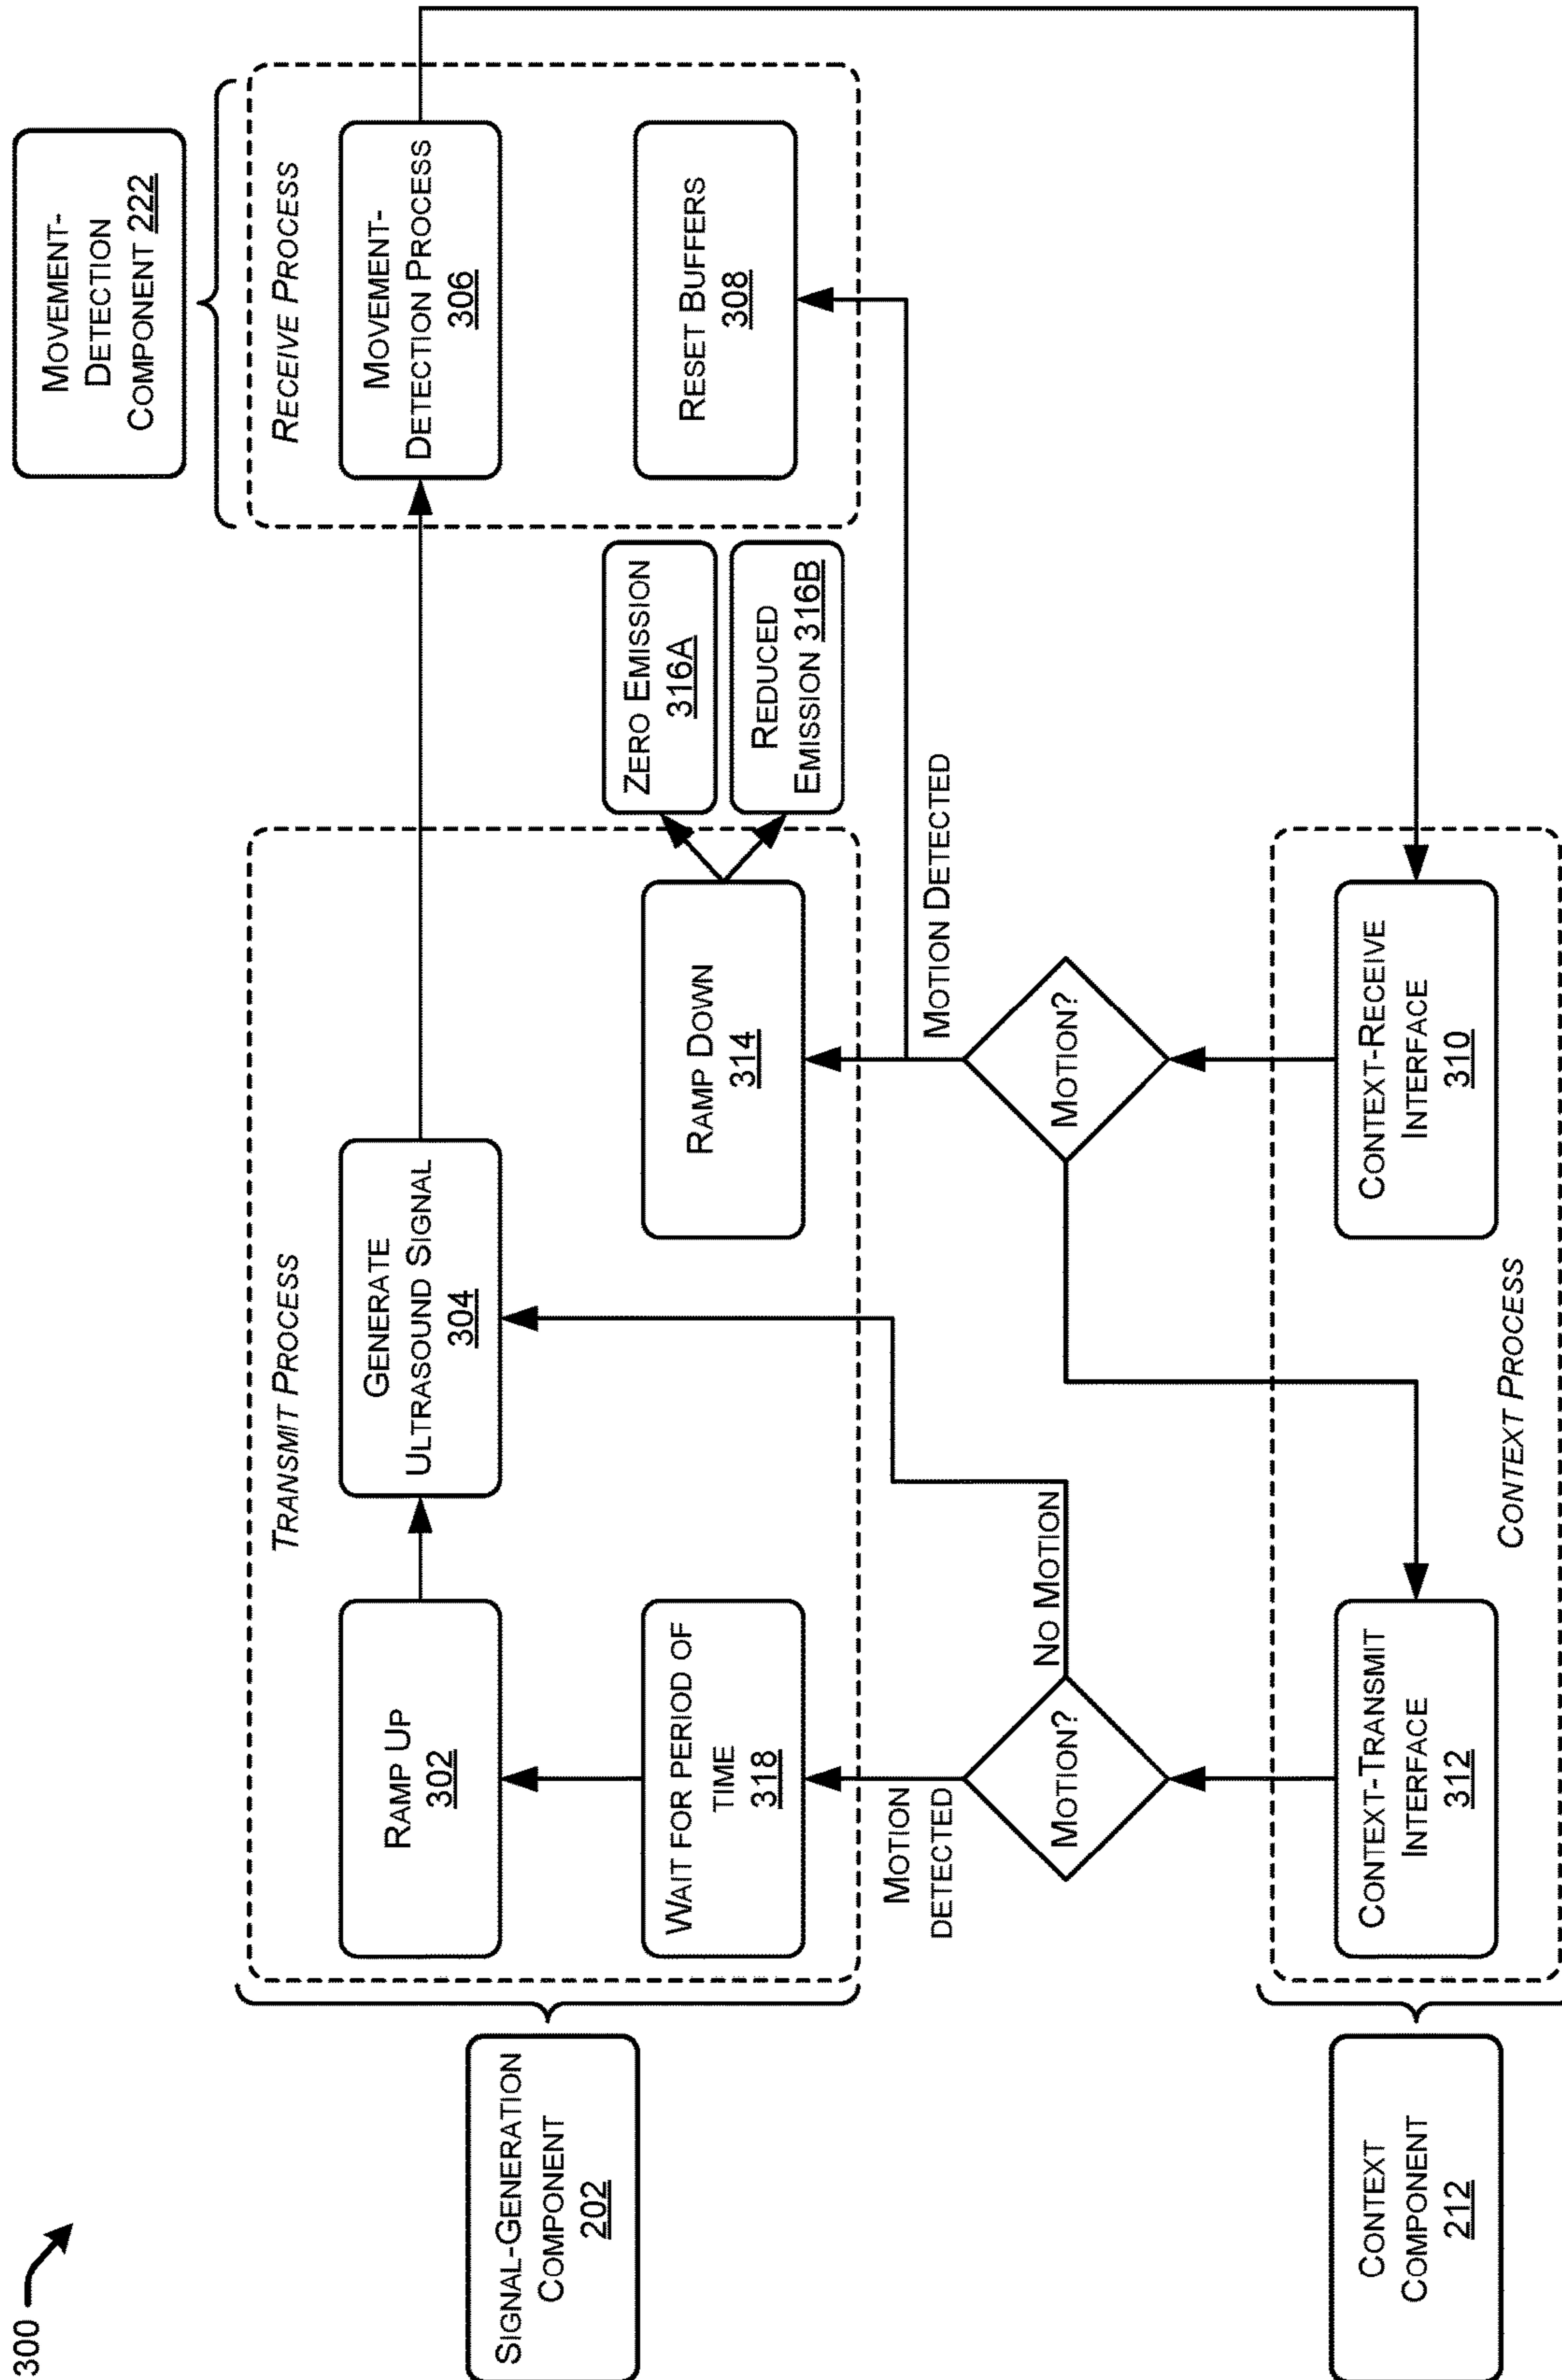 300
MOVEMENT-
DETECTION
COMPONENT 222
SIGNAL-GENERATION
COMPONENT
202
TRANSMIT PROCESS
RAMP UP
302
GENERATE
ULTRASOUND SIGNAL
304
WAIT FOR PERIOD OF
TIME
318
RAMP DOWN
314
ZERO EMISSION
316A
REDUCED
EMISSION 316B
RECEIVE PROCESS
MOVEMENT-
DETECTION PROCESS
306
RESET BUFFERS
308
MOTION
DETECTED
NO MOTION
MOTION DETECTED
MOTION?
MOTION?
CONTEXT
COMPONENT
212
CONTEXT-TRANSMIT
INTERFACE
312
CONTEXT-RECEIVE
INTERFACE
310
CONTEXT PROCESS